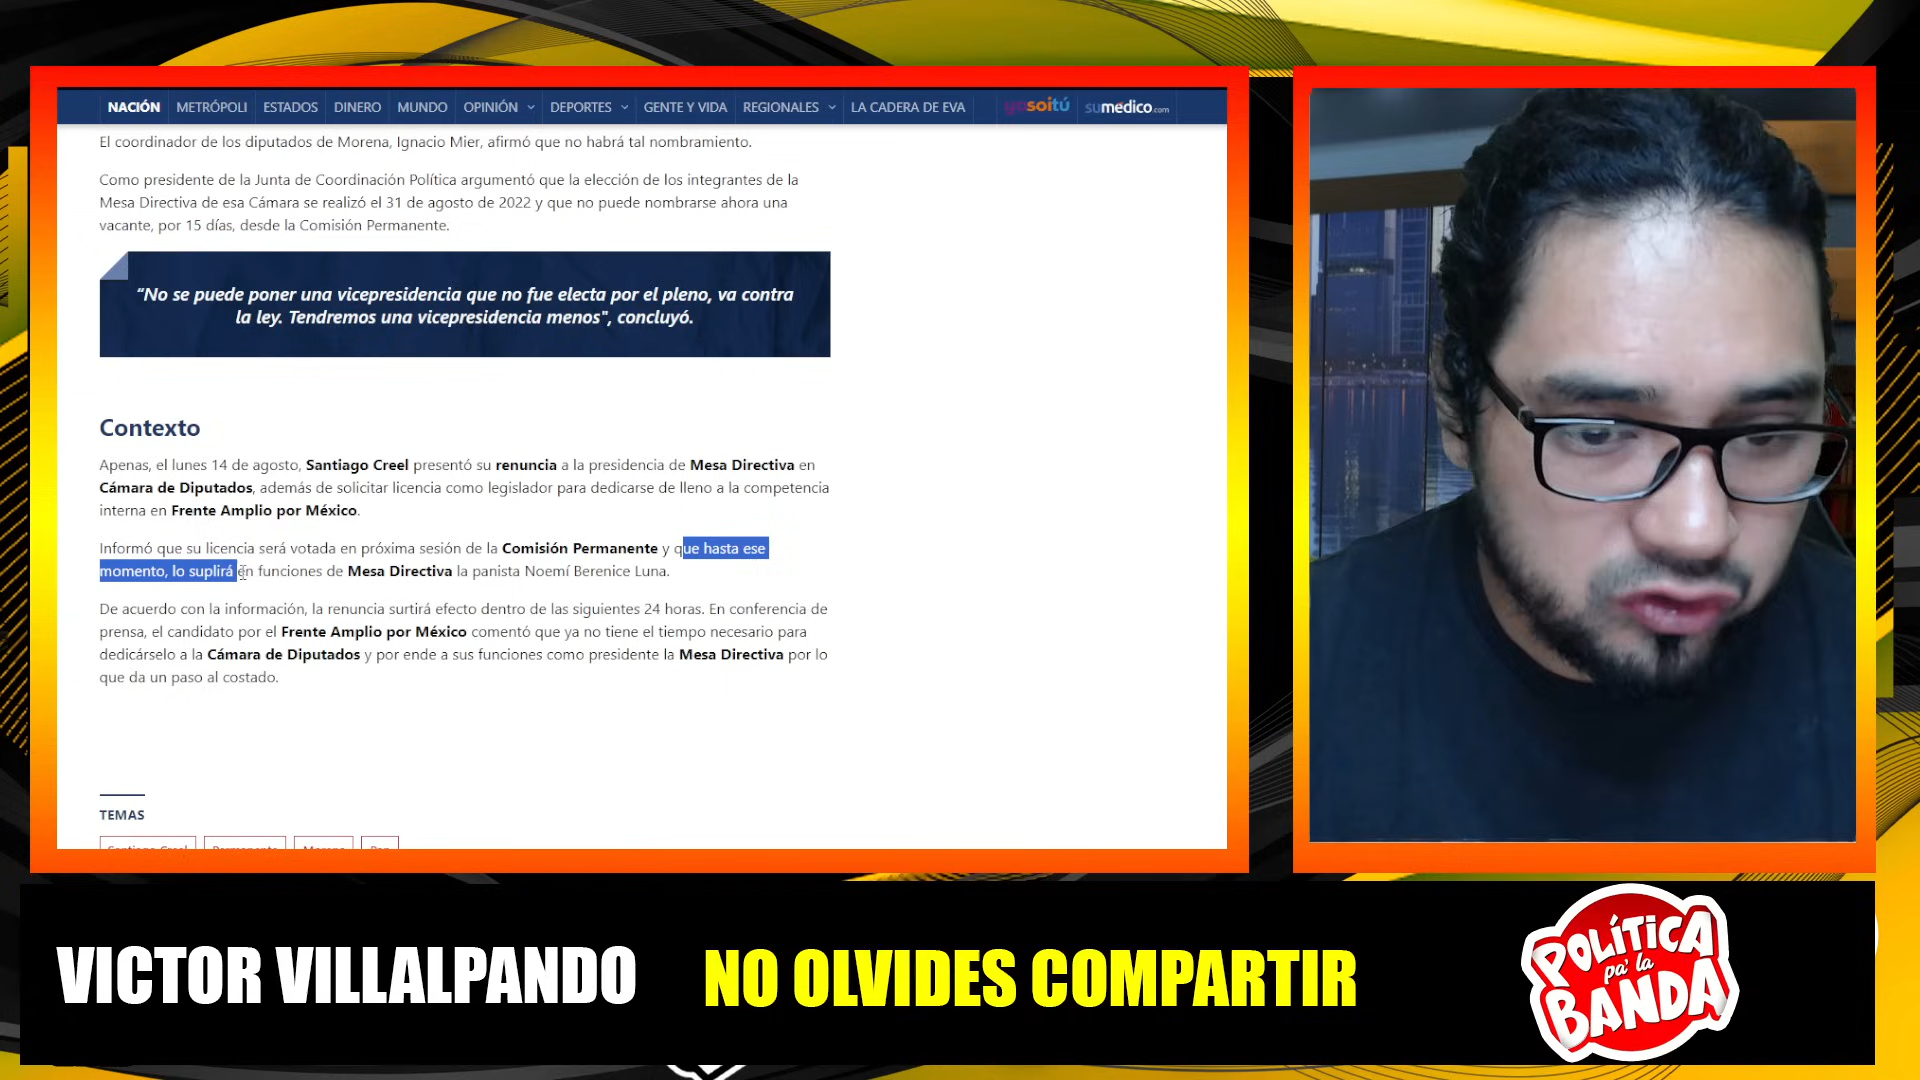 NACIÓN METRÓPOLI ESTADOS DINERO MUNDO OPINIÓN DEPORTES GENTE Y VIDA REGIONALES LA CADERA DE EVA yosoitú sumédico.com
El coordinador de los diputados de Morena, Ignacio Mier, afirmó que no habrá tal nombramiento.
Como presidente de la Junta de Coordinación Política argumentó que la elección de los integrantes de la
Mesa Directiva de esa Cámara se realizó el 31 de agosto de 2022 y que no puede nombrarse ahora una
vacante, por 15 días, desde la Comisión Permanente.
“No se puede poner una vicepresidencia que no fue electa por el pleno, va contra
la ley. Tendremos una vicepresidencia menos", concluyó.
Contexto
Apenas, el lunes 14 de agosto, Santiago Creel presentó su renuncia a la presidencia de Mesa Directiva en
Cámara de Diputados, además de solicitar licencia como legislador para dedicarse de lleno a la competencia
interna en Frente Amplio por México.
Informó que su licencia será votada en próxima sesión de la Comisión Permanente y que hasta ese
momento, lo suplirá en funciones de Mesa Directiva la panista Noemí Berenice Luna.
De acuerdo con la información, la renuncia surtirá efecto dentro de las siguientes 24 horas. En conferencia de
prensa, el candidato por el Frente Amplio por México comentó que ya no tiene el tiempo necesario para
dedicárselo a la Cámara de Diputados y por ende a sus funciones como presidente la Mesa Directiva por lo
que da un paso al costado.
TEMAS
Santiago Creel Permanente Morena Pan
VICTOR VILLALPANDO
NO OLVIDES COMPARTIR
POLÍTICA
pa' la
BANDA